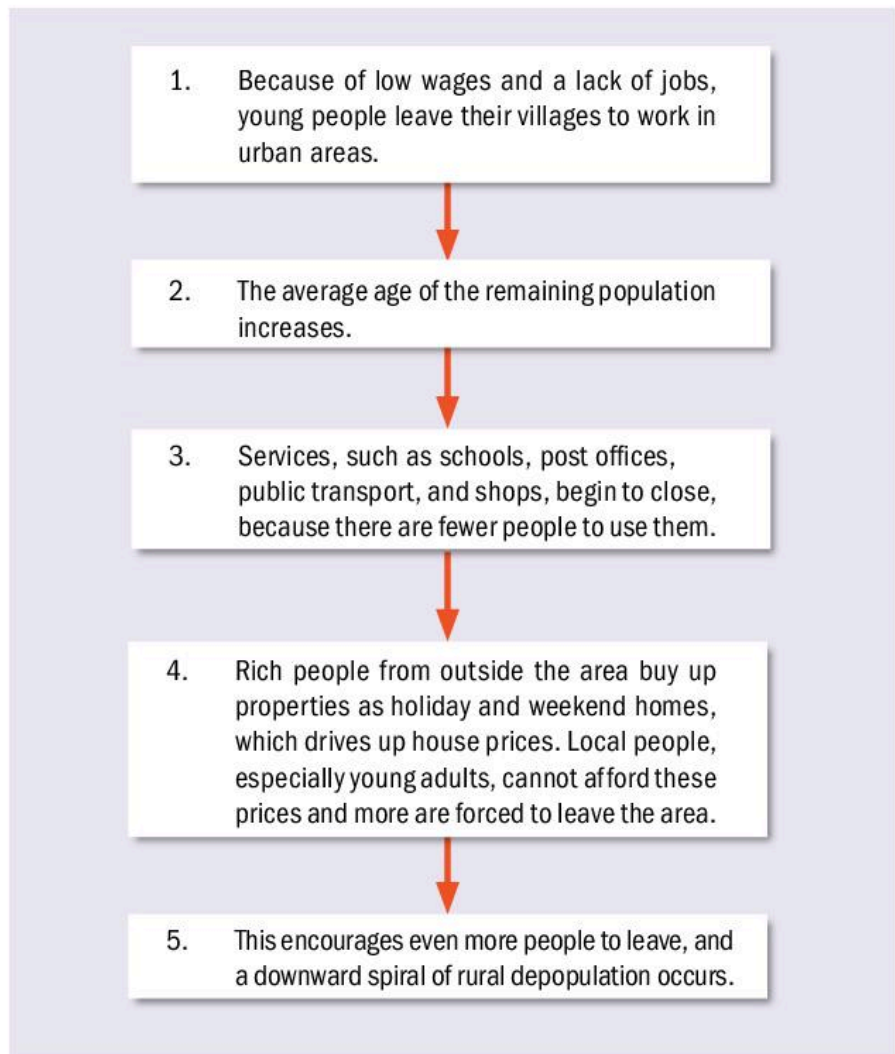 1. Because of low wages and a lack of jobs,
young people leave their villages to work in
urban areas.
2. The average age of the remaining population
increases.
3. Services, such as schools, post offices,
public transport, and shops, begin to close,
because there are fewer people to use them.
4. Rich people from outside the area buy up
properties as holiday and weekend homes,
which drives up house prices. Local people,
especially young adults, cannot afford these
prices and more are forced to leave the area.
5. This encourages even more people to leave, and
a downward spiral of rural depopulation occurs.